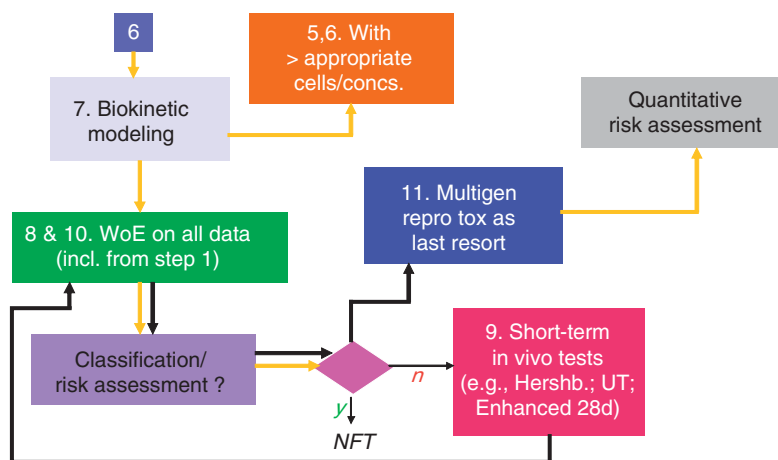 6
5,6. With
> appropriate
cells/concs.
7. Biokinetic
modeling
Quantitative
risk assessment
11. Multigen
repro tox as
last resort
8 & 10. WoE on all data
(incl. from step 1)
Classification/
risk assessment ?
n
y
NFT
9. Short-term
in vivo tests
(e.g., Hershb.; UT;
Enhanced 28d)